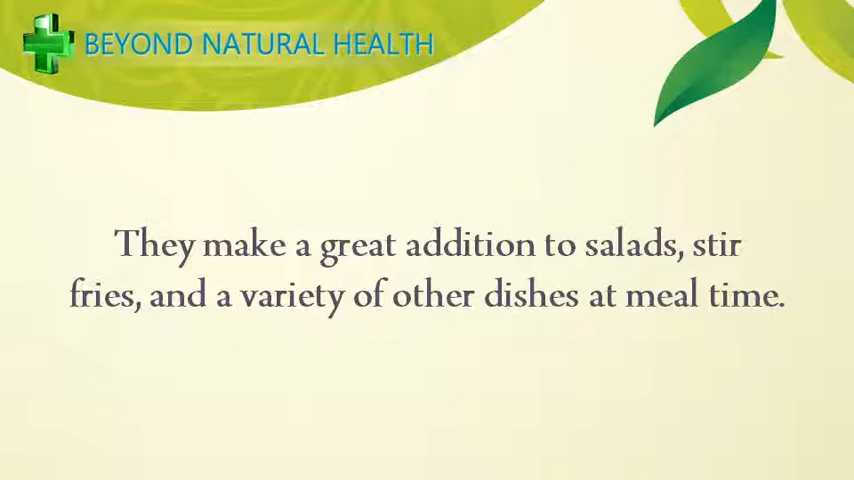 BEYOND NATURAL HEALTH
They make a great addition to salads, stir
fries, and a variety of other dishes at meal time.